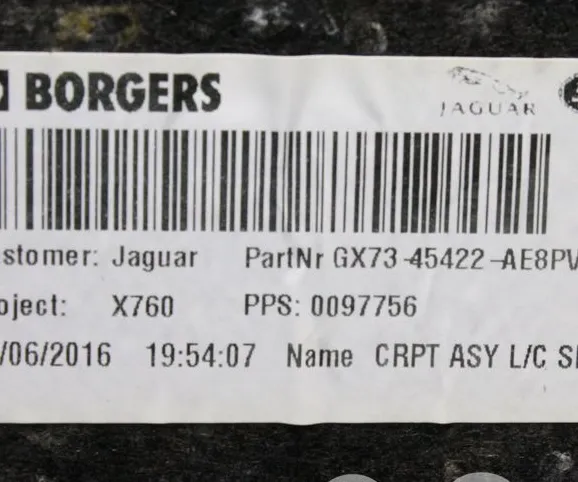 BORGERS
JAGUAR
stomer: Jaguar PartNr GX73-45422-AE8PV
oject: X760 PPS: 0097756
/06/2016 19:54:07 Name CRPT ASY L/C S